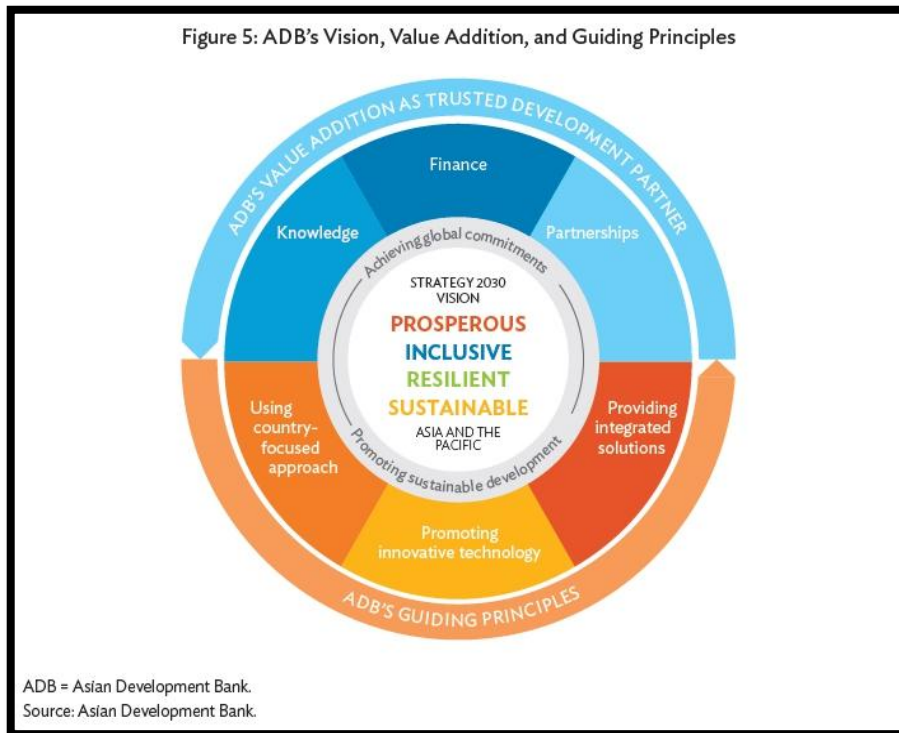 Figure 5: ADB's Vision, Value Addition, and Guiding Principles
ADB'S VALUE ADDITION AS TRUSTED DEVELOPMENT PARTNER
Finance
Knowledge
Partnerships
Achieving global commitments
STRATEGY 2030
VISION
PROSPEROUS
INCLUSIVE
RESILIENT
SUSTAINABLE
ASIA AND THE
PACIFIC
Promoting sustainable development
Using
country-
focused
approach
Providing
integrated
solutions
Promoting
innovative technology
ADB'S GUIDING PRINCIPLES
ADB = Asian Development Bank.
Source: Asian Development Bank.